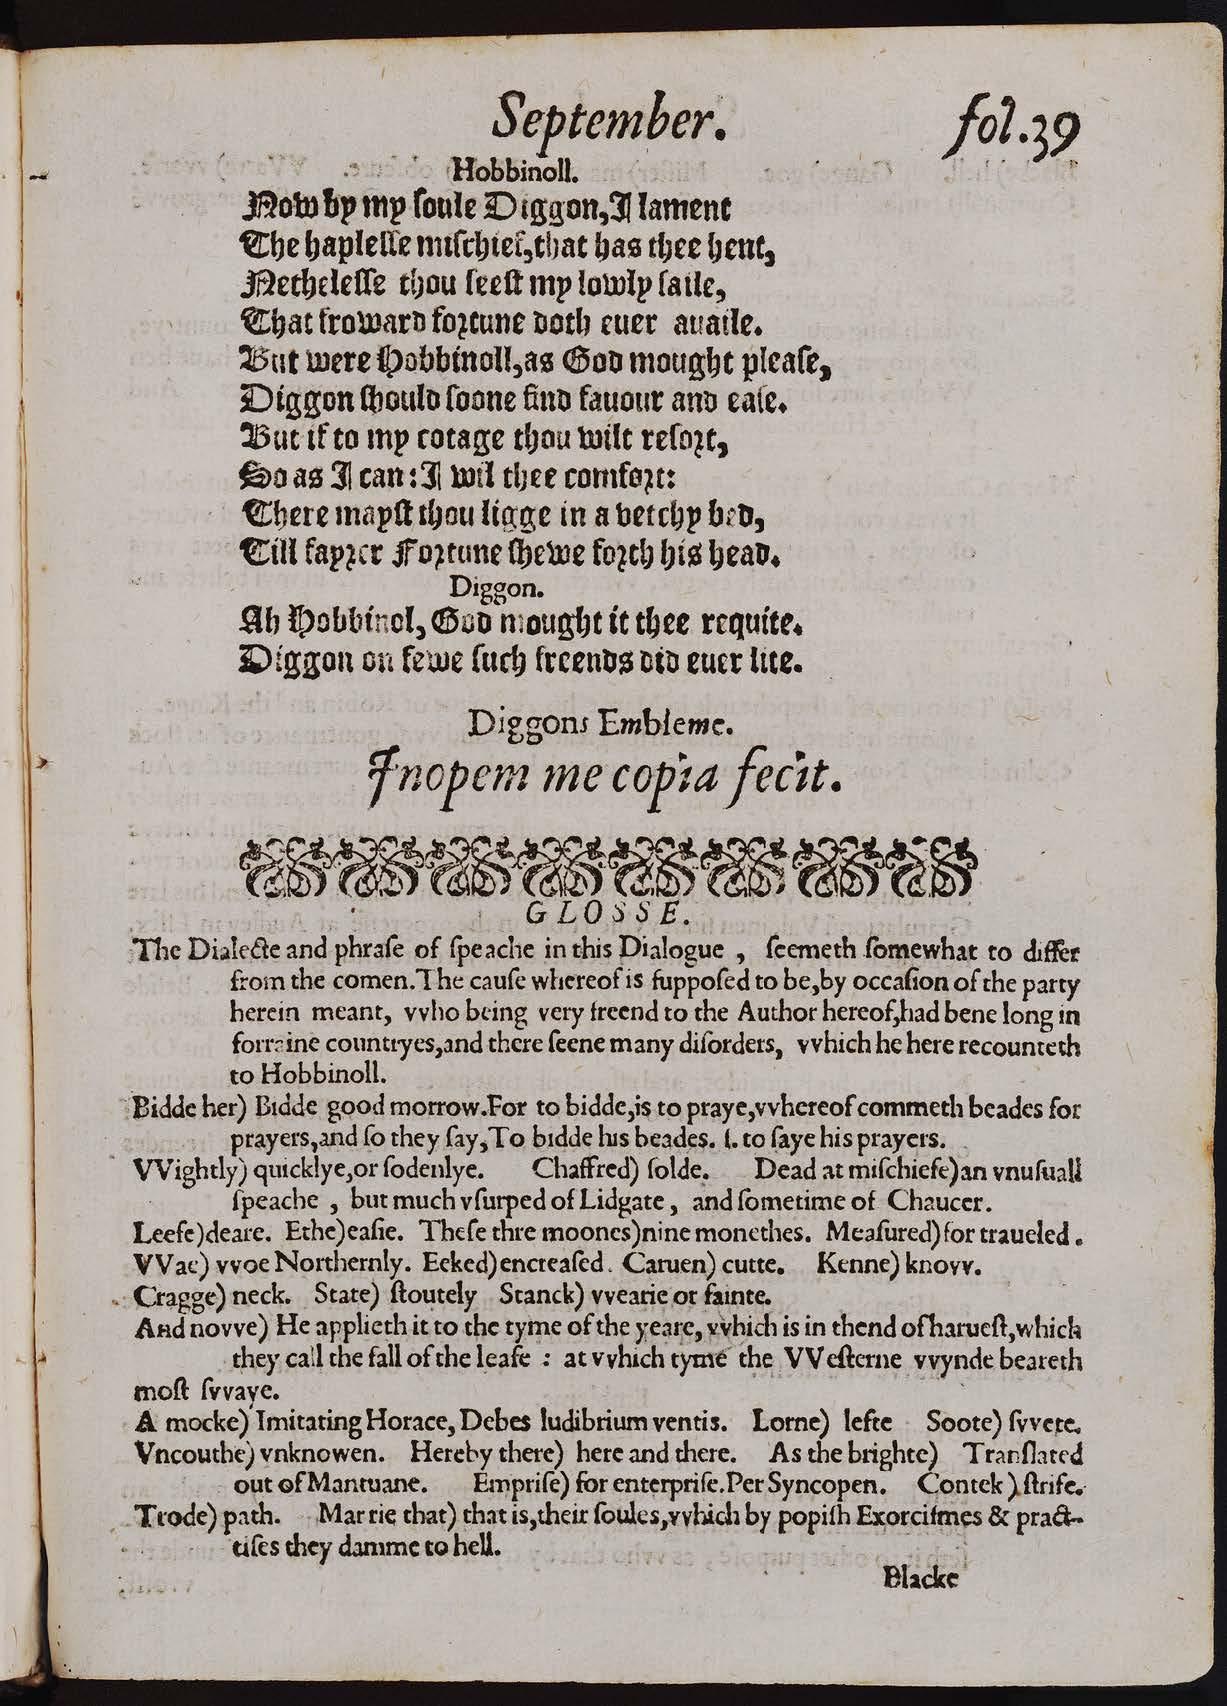 September. fol.39
Hobbinoll.
Now by my ſoule Diggon, I lament
The hapleſſe miſchief, that has thee hent,
Netheleſſe thou ſeeſt my lowly ſaile,
That froward foꝛtune doth euer auaile.
But were Hobbinoll, as God mought pleaſe,
Diggon ſhould ſoone find fauour and eaſe.
But if to my cotage thou wilt reſoꝛt,
So as I can: I wil thee comfoꝛt:
There mayſt thou ligge in a vetchy bed,
Till fayꝛer Foꝛtune ſhewe foꝛth his head.
Diggon.
Ah Hobbinol, God mought it thee requite.
Diggon on fewe ſuch freends did euer lite.
Diggons Embleme.
Inopem me copia fecit.
GLOSSE.
The Dialecte and phraſe of ſpeache in this Dialogue, ſeemeth ſomewhat to differ
from the comen. The cauſe whereof is ſuppoſed to be, by occaſion of the party
herein meant, vvho being very freend to the Author hereof, had bene long in
forraine countryes, and there ſeene many diſorders, vvhich he here recounteth
to Hobbinoll.
Bidde her) Bidde good morrow. For to bidde, is to praye, vvhereof commeth beades for
prayers, and ſo they ſay, To bidde his beades. ſ. to ſaye his prayers.
VVightly) quicklye, or ſodenlye. Chaffred) ſolde. Dead at miſchiefe) an vnuſuall
ſpeache, but much vſurped of Lidgate, and ſometime of Chaucer.
Leefe) deare. Ethe) eaſie. Theſe thre moones) nine monethes. Meaſured) for traueled.
VVae) vvoe Northernly. Eeked) encreaſed. Caruen) cutte. Kenne) knovv.
Cragge) neck. State) ſtoutely Stanck) vvearie or fainte.
And novve) He applieth it to the tyme of the yeare, vvhich is in thend of harueſt, which
they call the fall of the leafe: at vvhich tyme the VVeſterne vvynde beareth
moſt ſvvaye.
A mocke) Imitating Horace, Debes ludibrium ventis. Lorne) lefte Soote) ſvvete.
Vncouthe) vnknowen. Hereby there) here and there. As the brighte) Tranſlated
out of Mantuane. Empriſe) for enterpriſe. Per Syncopen. Contek) ſtrife.
Trode) path. Marrie that) that is, their ſoules, vvhich by popiſh Exorciſmes & pract-
tiſes they damme to hell.
Blacke